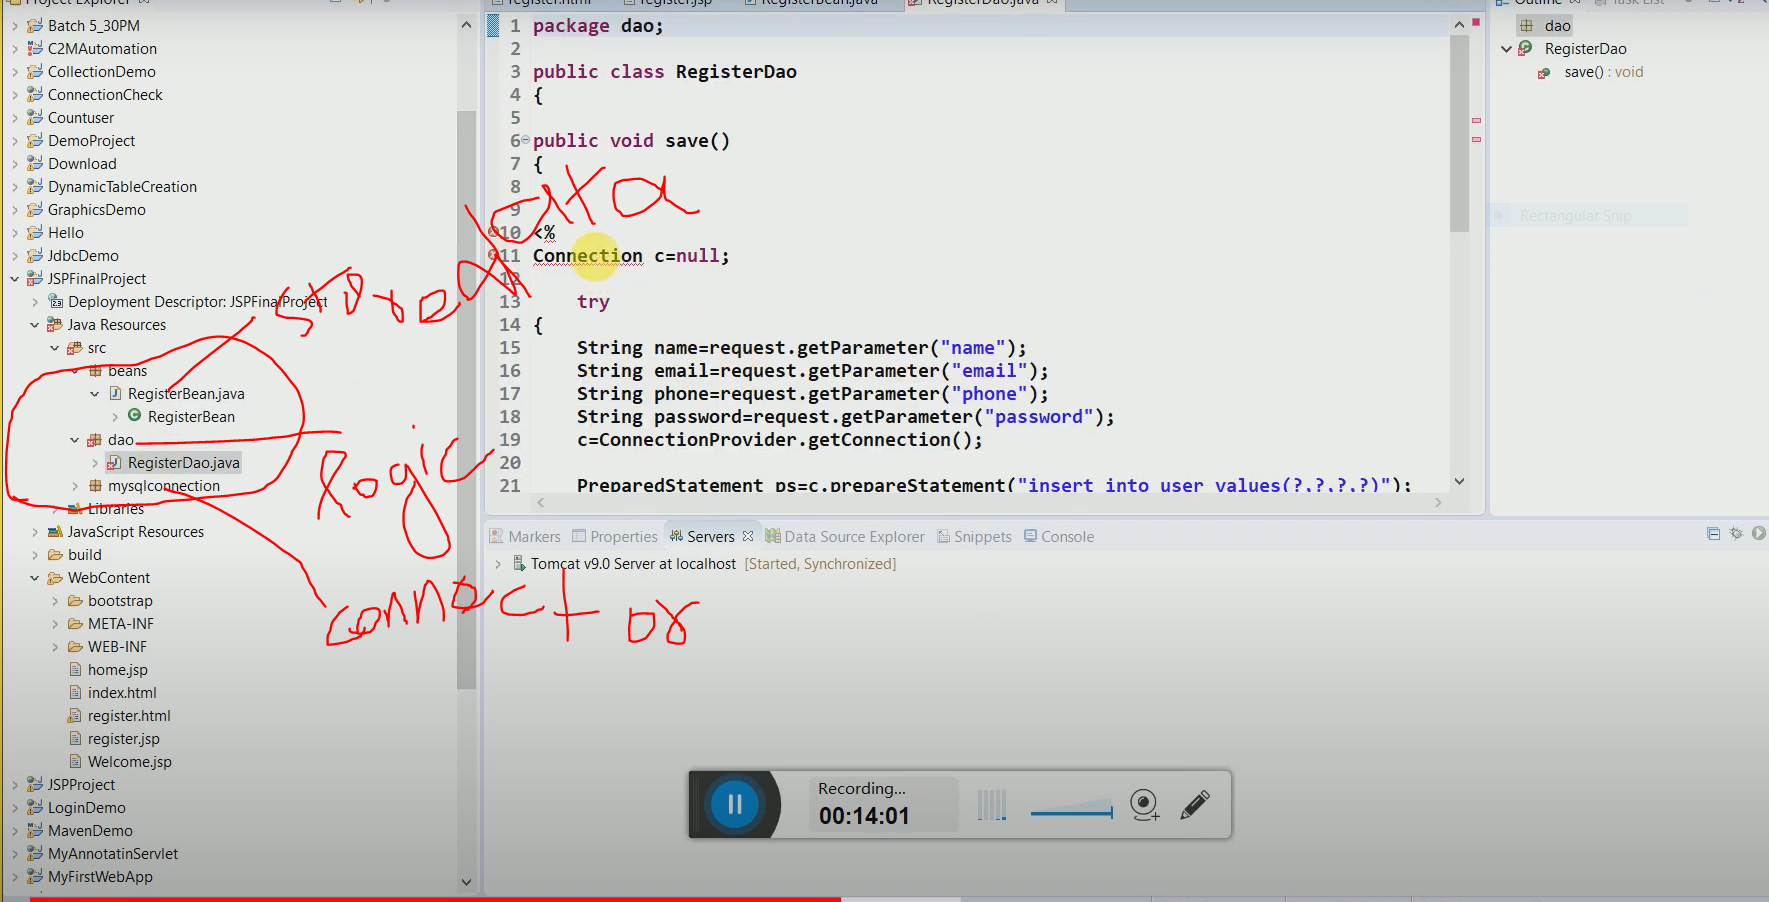 Project Explorer
Batch 5_30PM
C2MAutomation
CollectionDemo
ConnectionCheck
Countuser
DemoProject
Download
DynamicTableCreation
GraphicsDemo
Hello
JdbcDemo
JSPFinalProject
Deployment Descriptor: JSPFinalProject
Java Resources
src
beans
RegisterBean.java
RegisterBean
dao
RegisterDao.java
mysqlconnection
Libraries
JavaScript Resources
build
WebContent
bootstrap
META-INF
WEB-INF
home.jsp
index.html
register.html
register.jsp
Welcome.jsp
JSPProject
LoginDemo
MavenDemo
MyAnnotatinServlet
MyFirstWebApp
store data
logic
connector
register.html register.jsp RegisterBean.java RegisterDao.java
1 package dao;
2
3 public class RegisterDao
4 {
5
6 public void save()
7 {
8
9
10 <%
11 Connection c=null;
12
13 try
14 {
15 String name=request.getParameter("name");
16 String email=request.getParameter("email");
17 String phone=request.getParameter("phone");
18 String password=request.getParameter("password");
19 c=ConnectionProvider.getConnection();
20
21 PreparedStatement ps=c.prepareStatement("insert into user values(?,?,?,?)");
Outline Task List
dao
RegisterDao
save() : void
Rectangular Snip
Markers Properties Servers Data Source Explorer Snippets Console
Tomcat v9.0 Server at localhost [Started, Synchronized]
Recording...
00:14:01